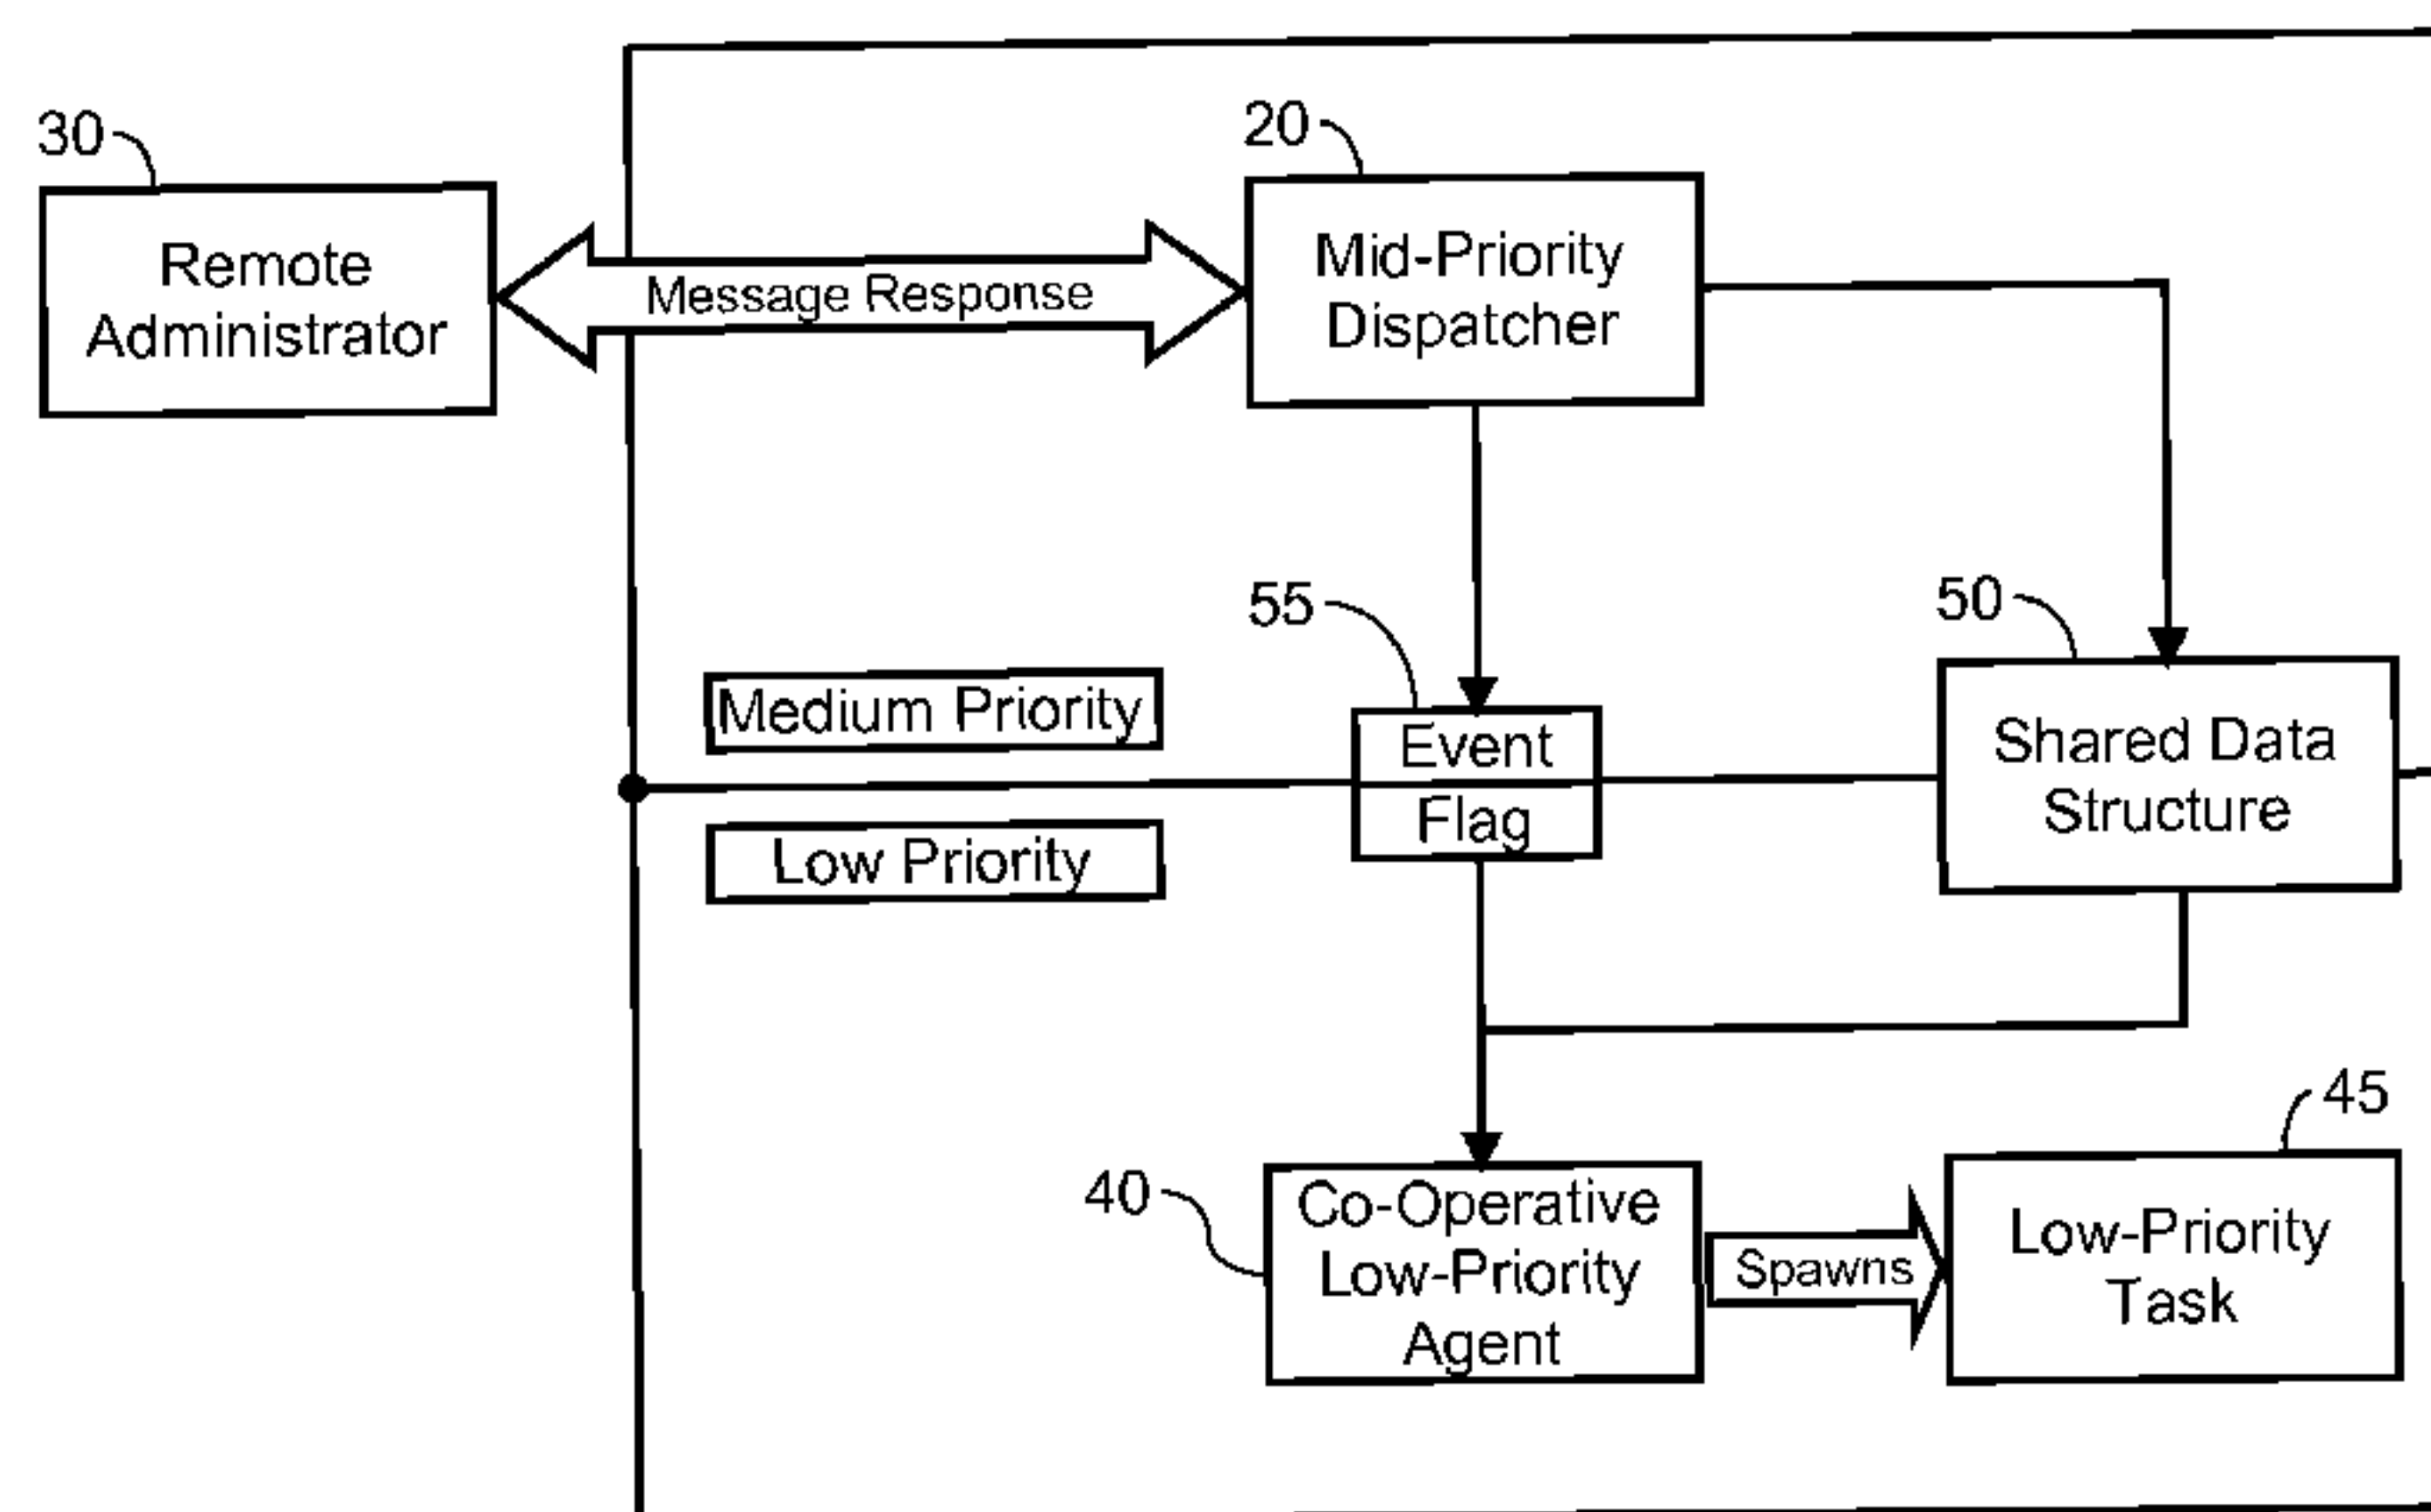 30
20
Remote
Administrator
Message Response
Mid-Priority
Dispatcher
55
50
Medium Priority
Event
Flag
Low Priority
Shared Data
Structure
45
40
Co-Operative
Low-Priority
Agent
Spawns
Low-Priority
Task